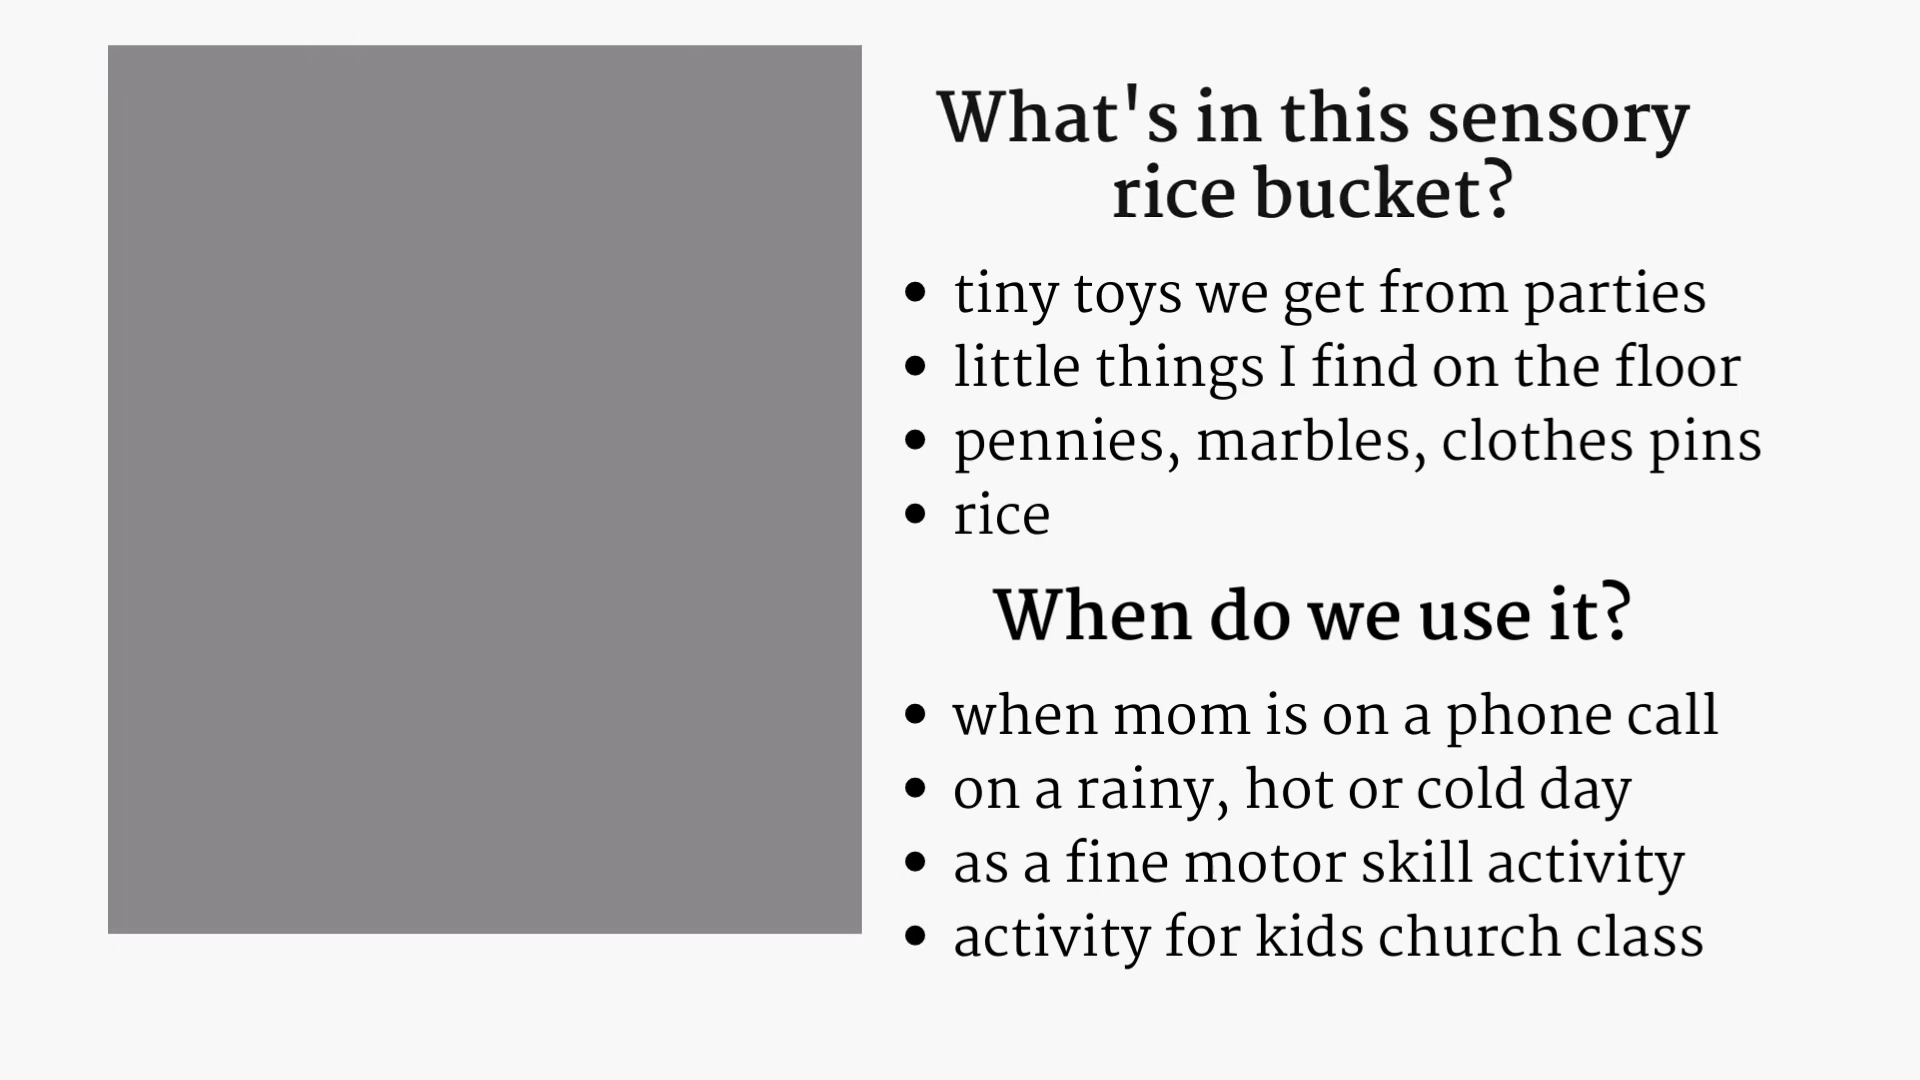 What's in this sensory
rice bucket?
• tiny toys we get from parties
• little things I find on the floor
• pennies, marbles, clothes pins
• rice
When do we use it?
• when mom is on a phone call
• on a rainy, hot or cold day
• as a fine motor skill activity
• activity for kids church class